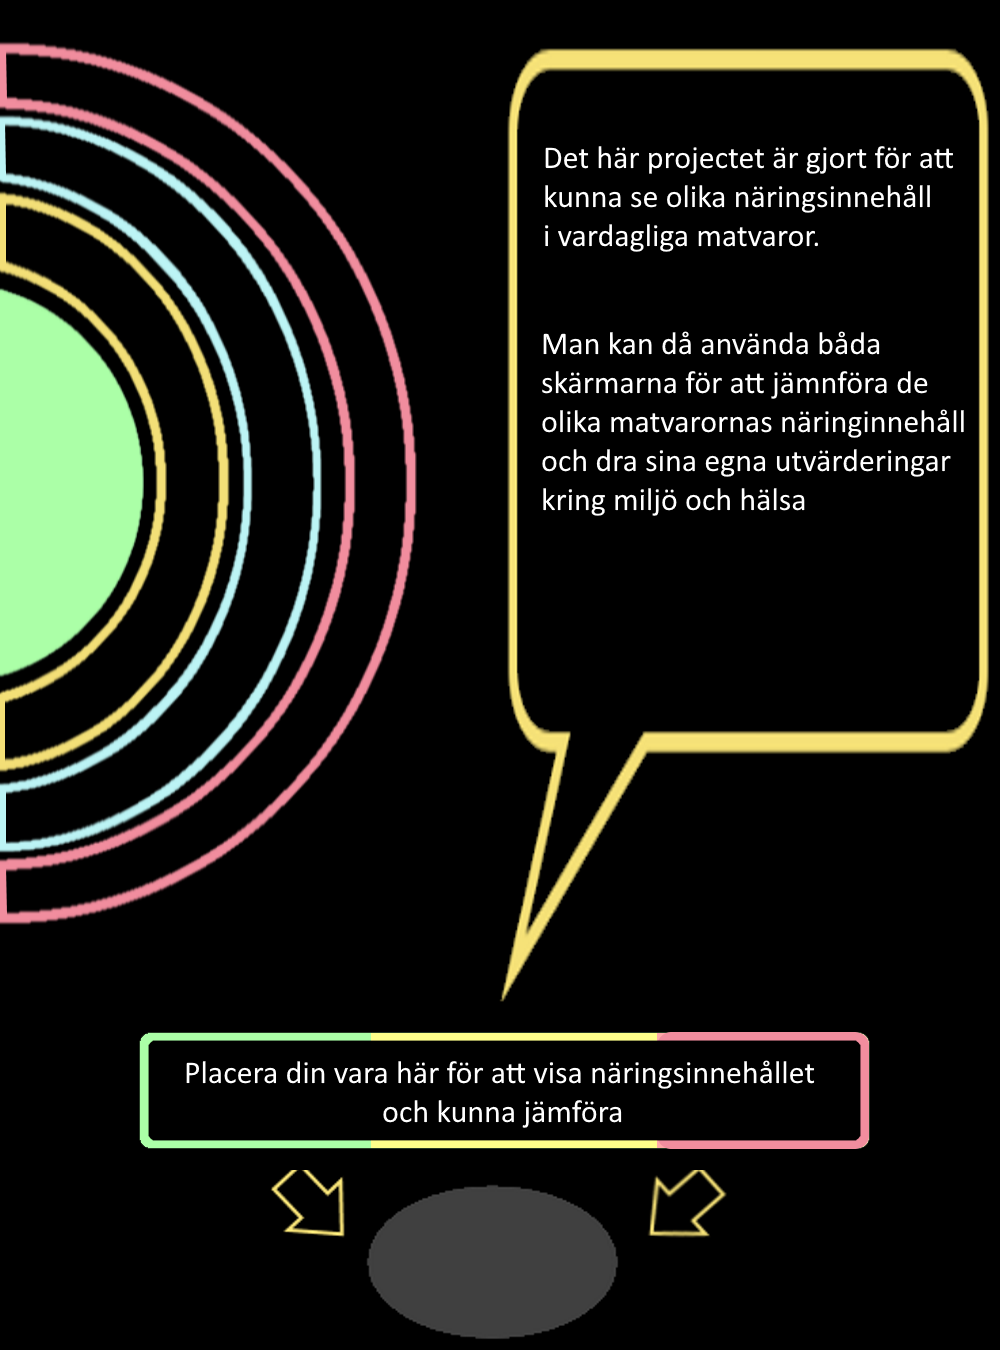 Det här projectet är gjort för att
kunna se olika näringsinnehåll
i vardagliga matvaror.
Man kan då använda båda
skärmarna för att jämnföra de
olika matvarornas näringinnehåll
och dra sina egna utvärderingar
kring miljö och hälsa
Placera din vara här för att visa näringsinnehållet
och kunna jämföra